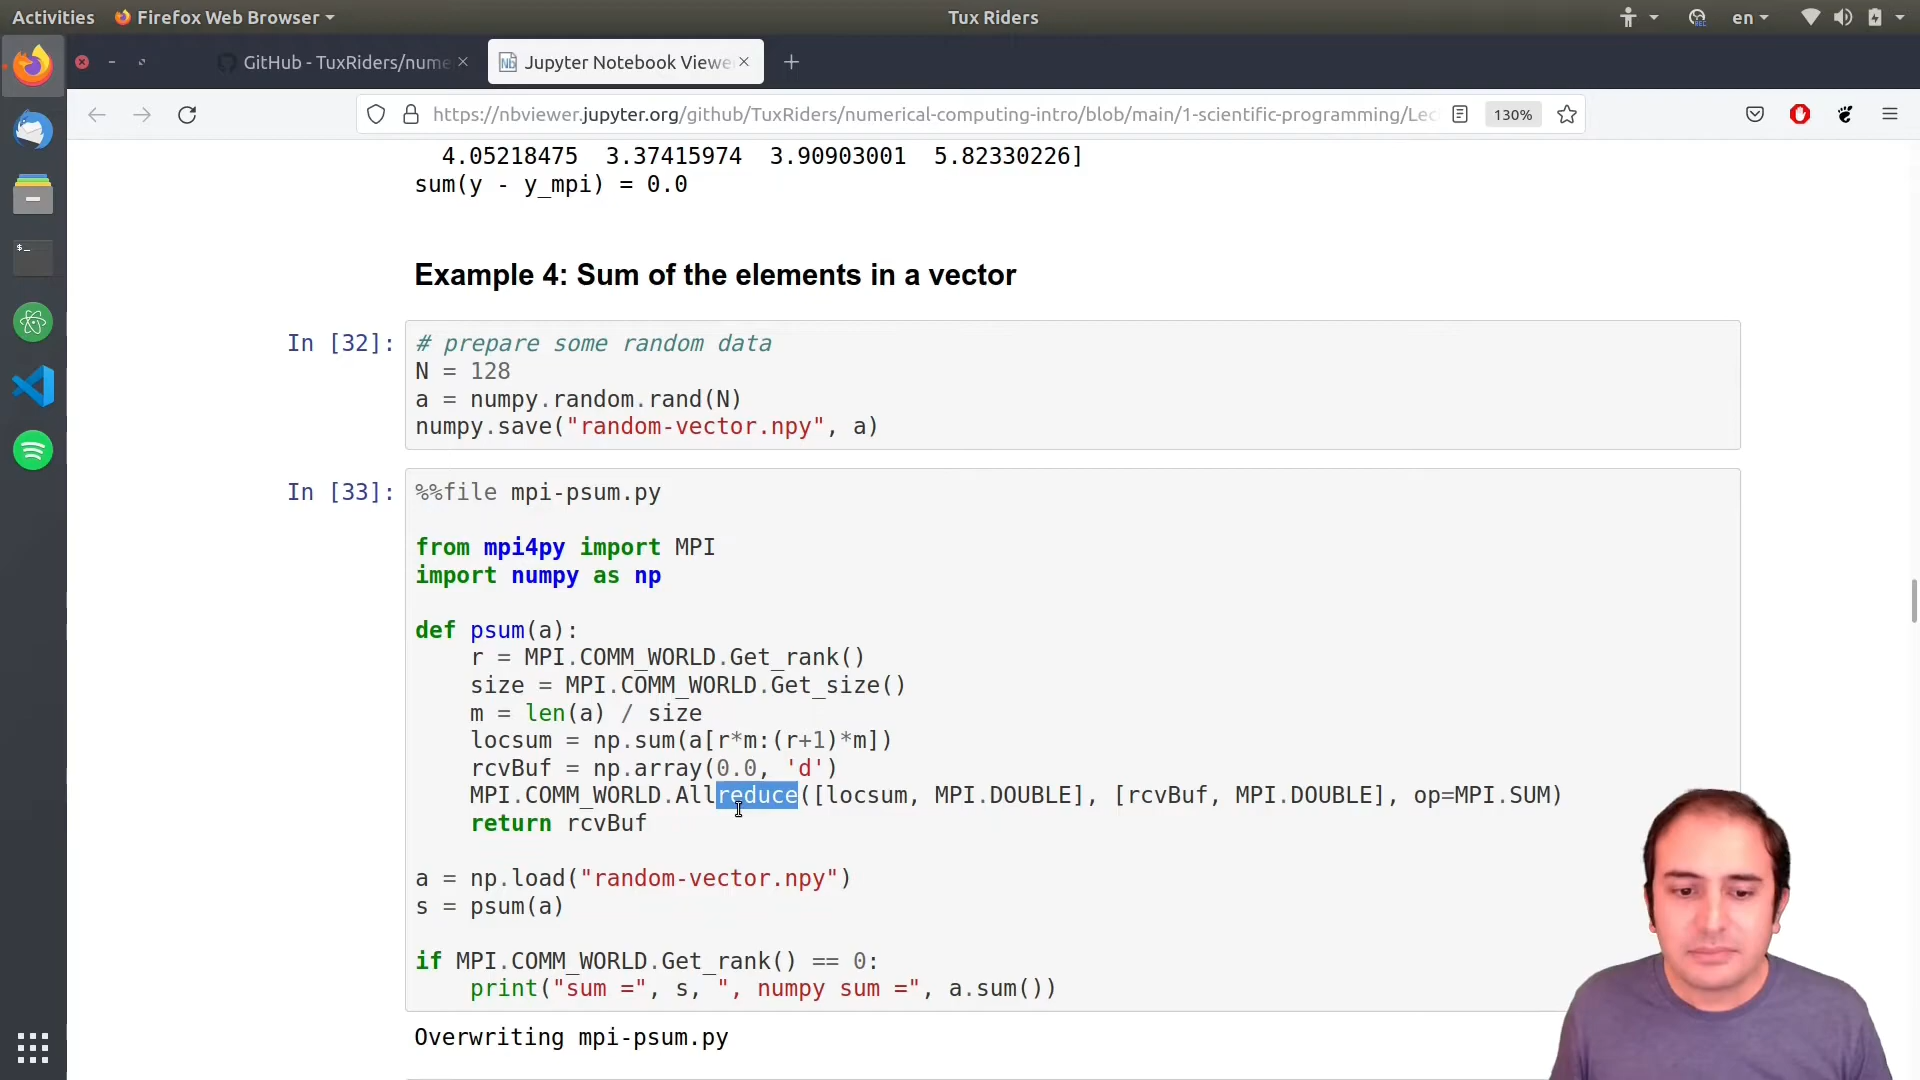 Activities
Firefox Web Browser
Tux Riders
en
GitHub - TuxRiders/nume
Jupyter Notebook Viewe
https://nbviewer.jupyter.org/github/TuxRiders/numerical-computing-intro/blob/main/1-scientific-programming/Lec
130%
4.05218475 3.37415974 3.90903001 5.82330226]
sum(y - y_mpi) = 0.0
Example 4: Sum of the elements in a vector
In [32]:
# prepare some random data
N = 128
a = numpy.random.rand(N)
numpy.save("random-vector.npy", a)
In [33]:
%%file mpi-psum.py
from mpi4py import MPI
import numpy as np
def psum(a):
r = MPI.COMM_WORLD.Get_rank()
size = MPI.COMM_WORLD.Get_size()
m = len(a) / size
locsum = np.sum(a[r*m:(r+1)*m])
rcvBuf = np.array(0.0, 'd')
MPI.COMM_WORLD.Allreduce([locsum, MPI.DOUBLE], [rcvBuf, MPI.DOUBLE], op=MPI.SUM)
return rcvBuf
a = np.load("random-vector.npy")
s = psum(a)
if MPI.COMM_WORLD.Get_rank() == 0:
print("sum =", s, ", numpy sum =", a.sum())
Overwriting mpi-psum.py